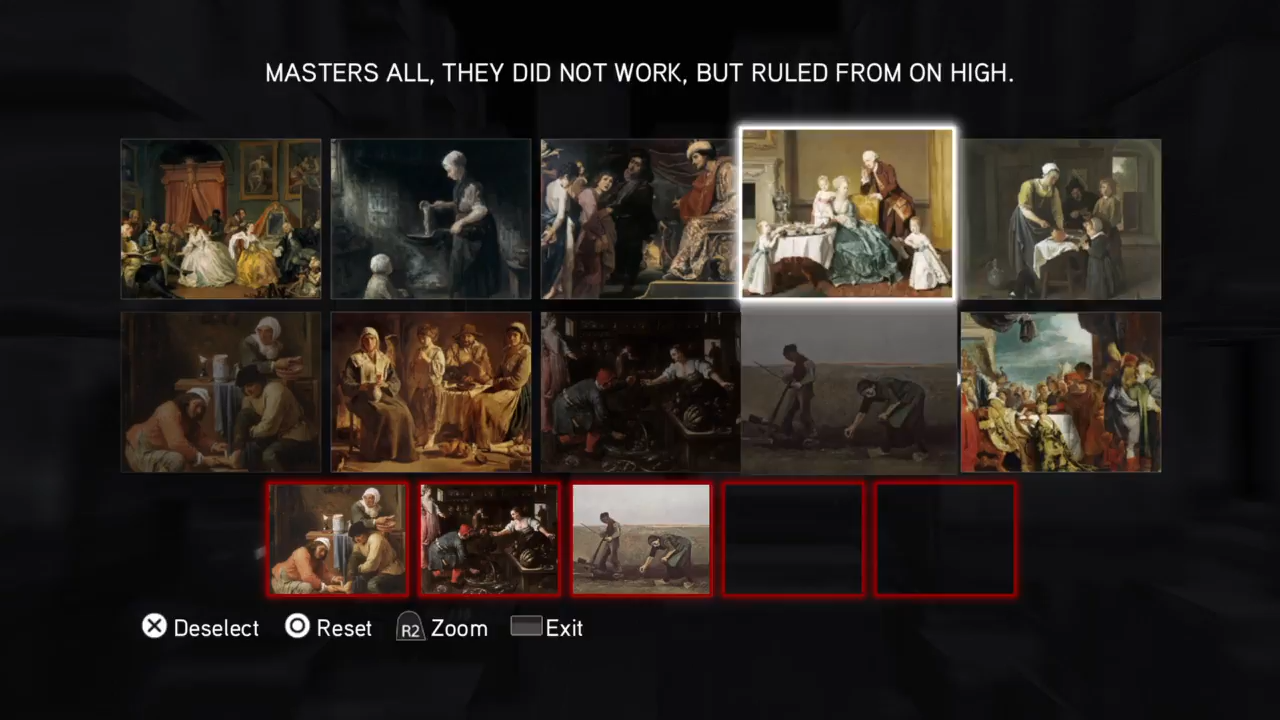 MASTERS ALL, THEY DID NOT WORK, BUT RULED FROM ON HIGH.
Deselect Reset R2 Zoom Exit